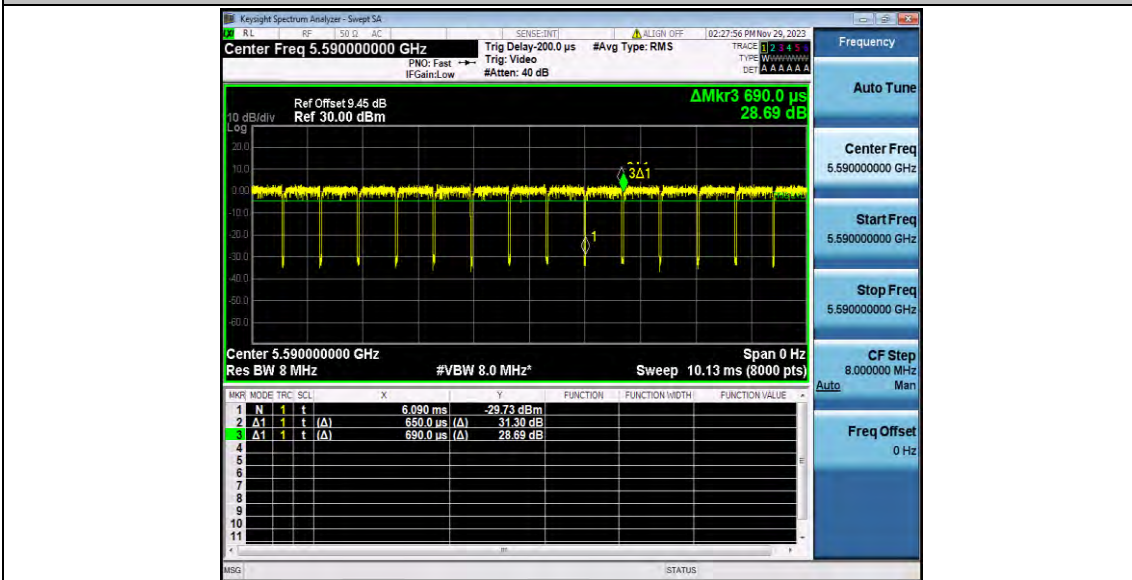 Keysight Spectrum Analyzer - Swept SA
RL RF 50 Ω AC SENSE:INT ALIGN OFF 02:27:56 PM Nov 29, 2023
Center Freq 5.590000000 GHz Trig Delay-200.0 µs #Avg Type: RMS TRACE 1 2 3 4 5 6
PNO: Fast Trig: Video TYPE WWWWWW
IFGain:Low #Atten: 40 dB DET A A A A A A
ΔMkr3 690.0 µs
28.69 dB
Ref Offset 9.45 dB
10 dB/div Ref 30.00 dBm
Log
20.0
10.0
0.00
-10.0
-20.0
-30.0
-40.0
-50.0
-60.0
3Δ1
1
Center 5.590000000 GHz Span 0 Hz
Res BW 8 MHz #VBW 8.0 MHz* Sweep 10.13 ms (8000 pts)
MKR MODE TRC SCL X Y FUNCTION FUNCTION WIDTH FUNCTION VALUE
1 N 1 t 6.090 ms -29.73 dBm
2 Δ1 1 t (Δ) 650.0 µs (Δ) 31.30 dB
3 Δ1 1 t (Δ) 690.0 µs (Δ) 28.69 dB
4
5
6
7
8
9
10
11
MSG STATUS
Frequency
Auto Tune
Center Freq
5.590000000 GHz
Start Freq
5.590000000 GHz
Stop Freq
5.590000000 GHz
CF Step
8.000000 MHz
Auto Man
Freq Offset
0 Hz